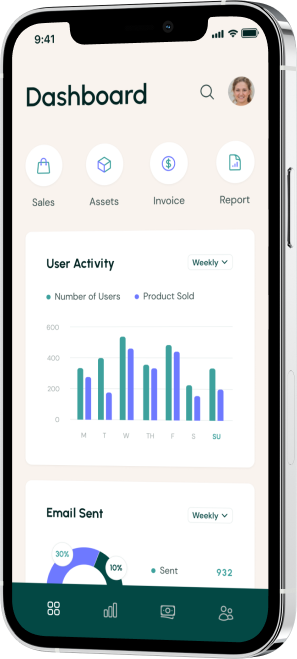 9:41
Dashboard
Sales Assets Invoice Report
User Activity Weekly
Number of Users Product Sold
600
400
200
0
M T W TH F S SU
Email Sent Weekly
30%
10%
Sent 932